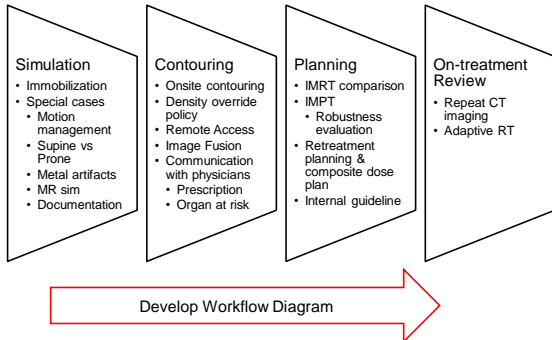 Simulation
• Immobilization
• Special cases
• Motion
management
• Supine vs
Prone
• Metal artifacts
• MR sim
• Documentation
Contouring
• Onsite contouring
• Density override
policy
• Remote Access
• Image Fusion
• Communication
with physicians
• Prescription
• Organ at risk
Planning
• IMRT comparison
• IMPT
• Robustness
evaluation
• Retreatment
planning &
composite dose
plan
• Internal guideline
On-treatment
Review
• Repeat CT
imaging
• Adaptive RT
Develop Workflow Diagram